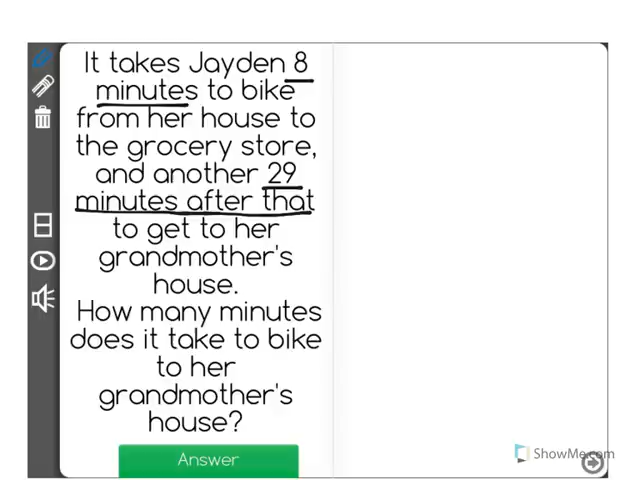 It takes Jayden 8
minutes to bike
from her house to
the grocery store,
and another 29
minutes after that
to get to her
grandmother's
house.
How many minutes
does it take to bike
to her
grandmother's
house?
Answer
ShowMe.com